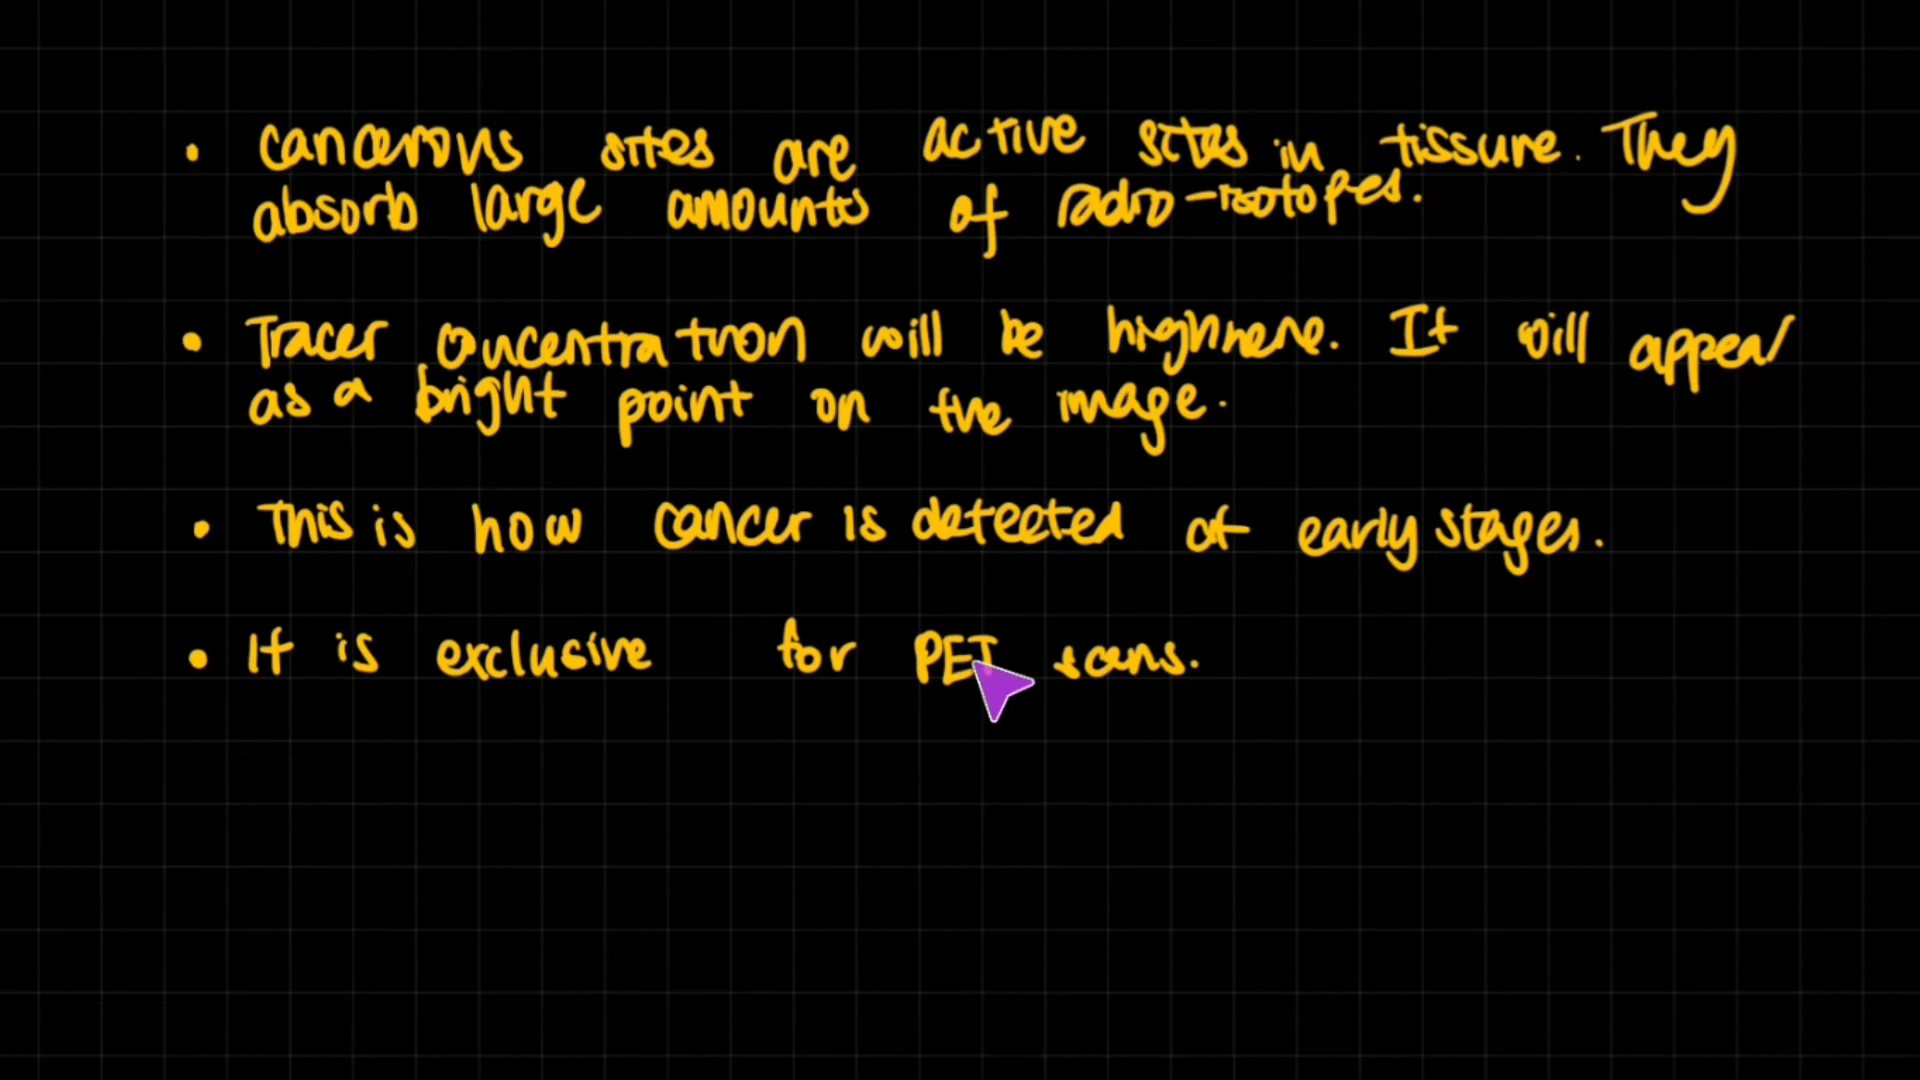 • Cancerous sites are active sites in tissure. They
absorb large amounts of radio-isotopes.
• Tracer concentration will be high here. It will appear
as a bright point on the image.
• This is how cancer is detected at early stages.
• It is exclusive for PET scans.